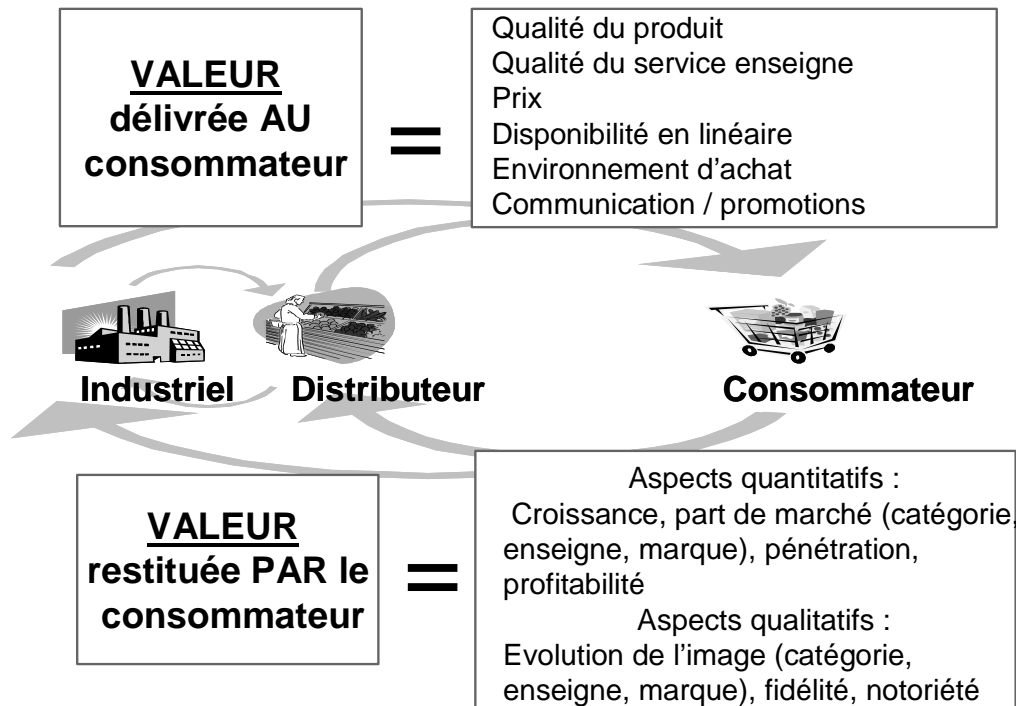 VALEUR
délivrée AU
consommateur
=
Qualité du produit
Qualité du service enseigne
Prix
Disponibilité en linéaire
Environnement d'achat
Communication / promotions
Industriel
Distributeur
Consommateur
VALEUR
restituée PAR le
consommateur
=
Aspects quantitatifs :
Croissance, part de marché (catégorie,
enseigne, marque), pénétration,
profitabilité
Aspects qualitatifs :
Evolution de l'image (catégorie,
enseigne, marque), fidélité, notoriété